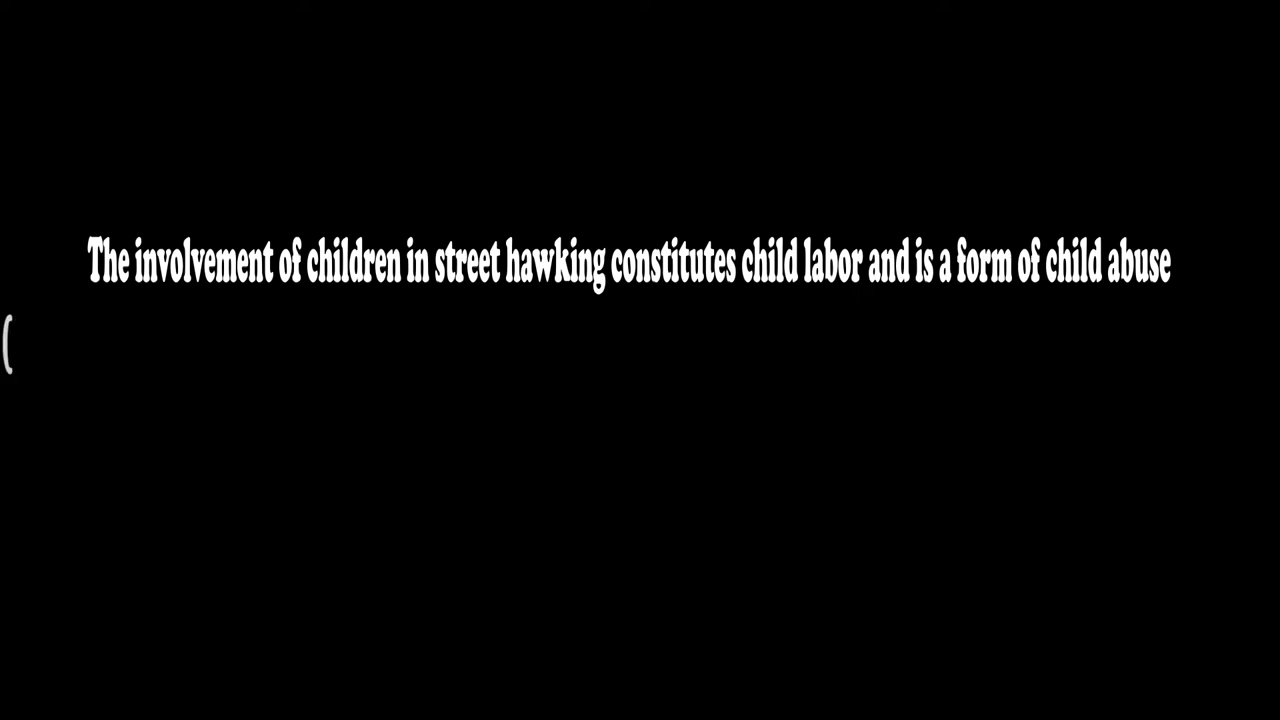 The involvement of children in street hawking constitutes child labor and is a form of child abuse
(